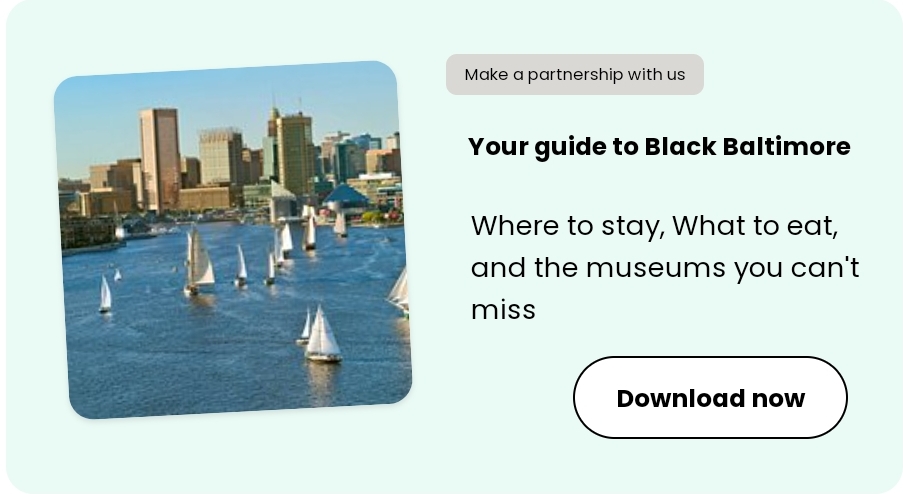 Make a partnership with us
Your guide to Black Baltimore
Where to stay, What to eat,
and the museums you can't
miss
Download now